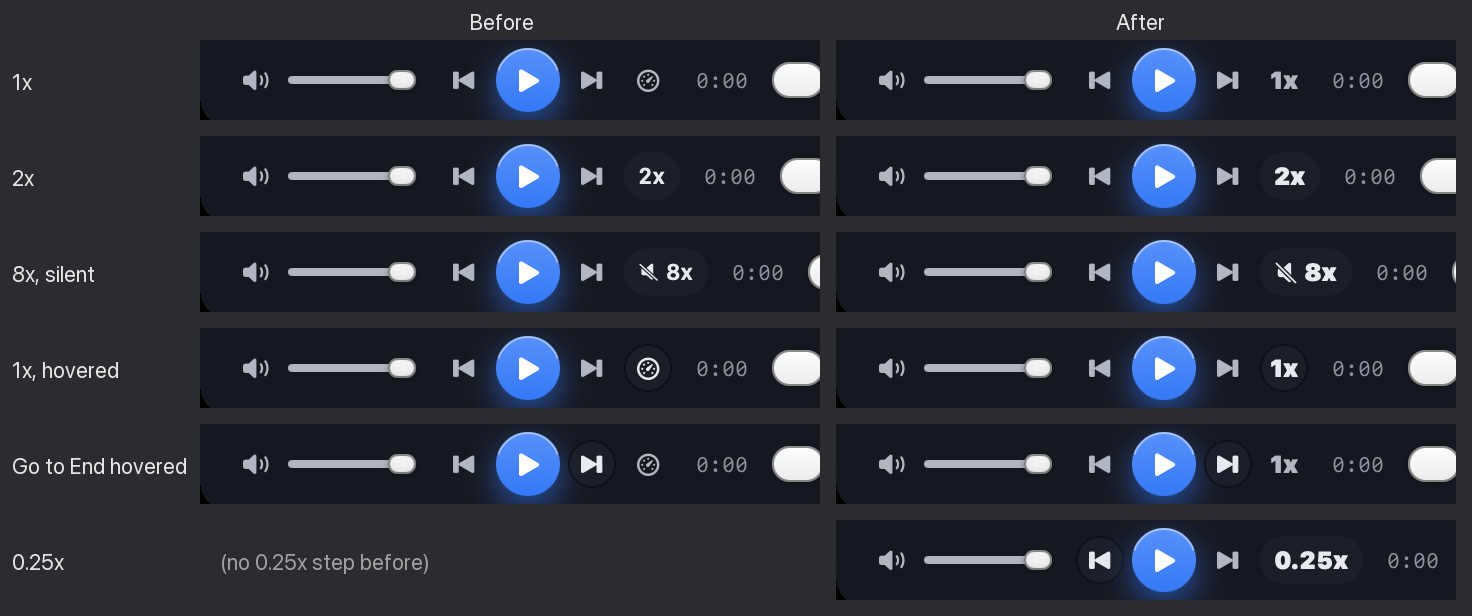 Before After
1x 0:00 1x 0:00
2x 2x 0:00 2x 0:00
8x, silent 8x 0:00 8x 0:00
1x, hovered 0:00 1x 0:00
Go to End hovered 0:00 1x 0:00
0.25x (no 0.25x step before) 0.25x 0:00